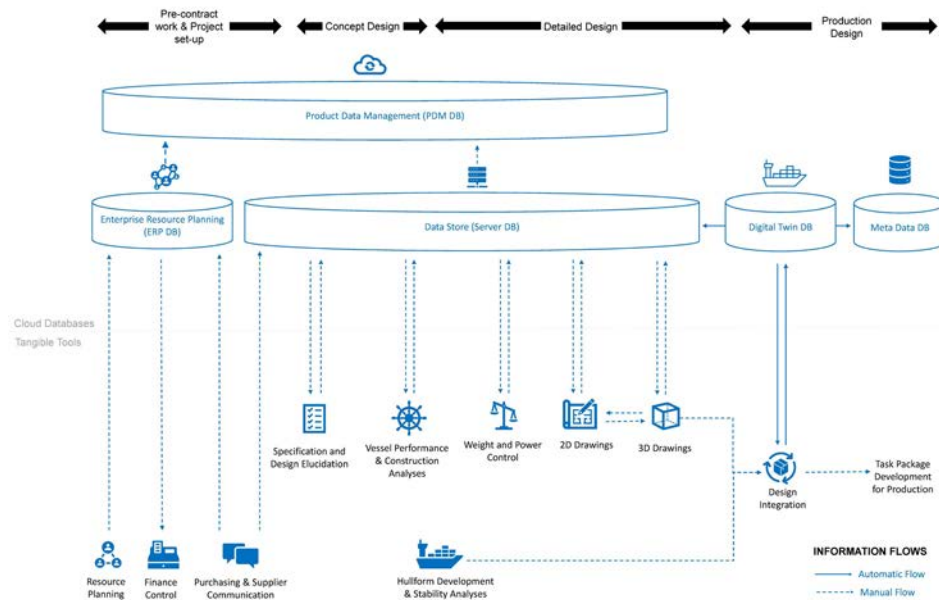 Pre-contract
work & Project
set-up
Concept Design
Detailed Design
Production
Design
Product Data Management (PDM DB)
Enterprise Resource Planning
(ERP DB)
Data Store (Server DB)
Digital Twin DB
Meta Data DB
Cloud Databases
Tangible Tools
Specification and
Design Elucidation
Vessel Performance
& Construction
Analyses
Weight and Power
Control
2D Drawings
3D Drawings
Design
Integration
Task Package
Development
for Production
Resource
Planning
Finance
Control
Purchasing & Supplier
Communication
Hullform Development
& Stability Analyses
INFORMATION FLOWS
Automatic Flow
Manual Flow